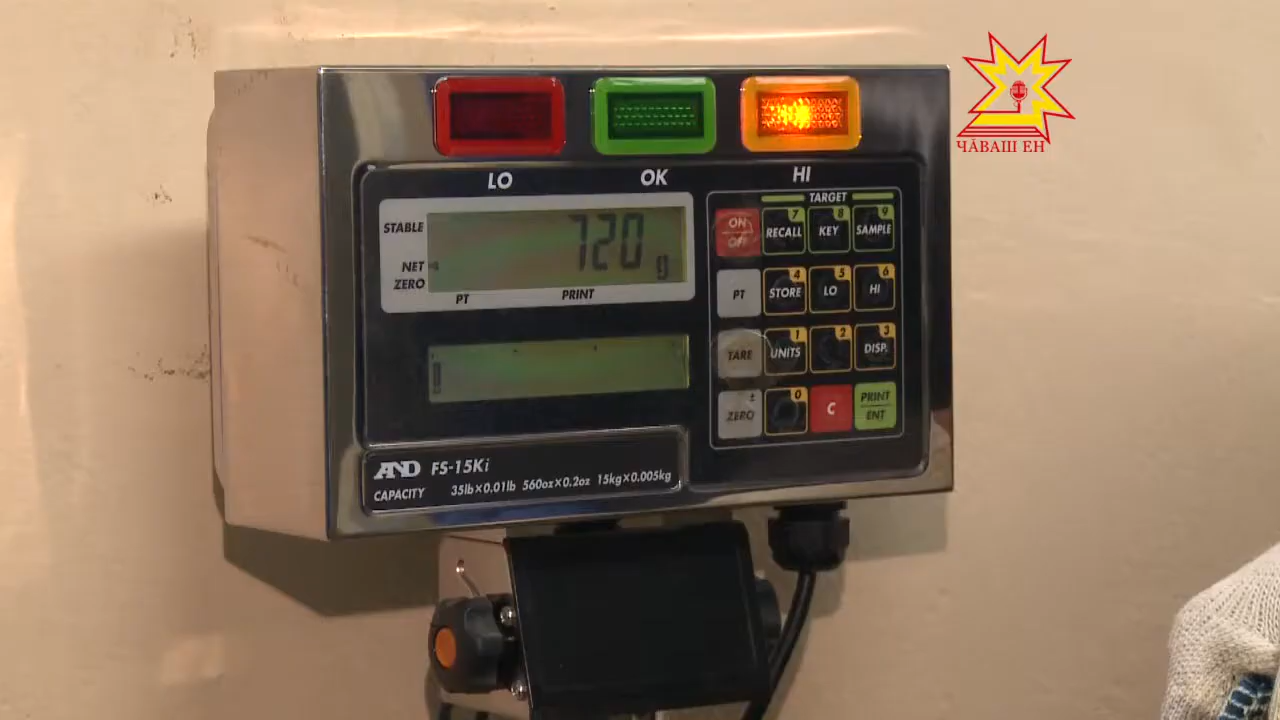 ЧӐВАШ ЕН
LO OK HI
STABLE
NET
ZERO
720 g
PT PRINT
TARGET
ON OFF 7 RECALL 8 KEY 9 SAMPLE
PT 4 STORE 5 LO 6 HI
TARE 1 UNITS 2 3 DISP.
± ZERO 0 C PRINT ENT
AND FS-15Ki
CAPACITY 35lb×0.01lb 560oz×0.2oz 15kg×0.005kg